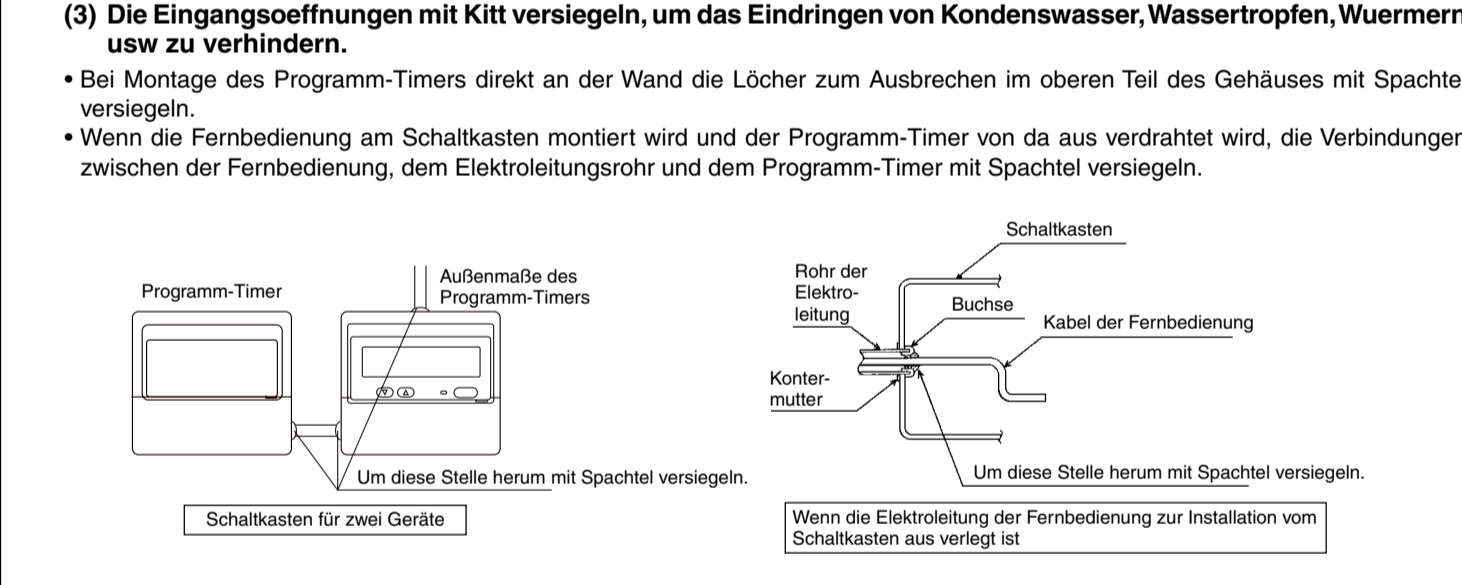 (3) Die Eingangsoeffnungen mit Kitt versiegeln, um das Eindringen von Kondenswasser, Wassertropfen, Wuermern
usw zu verhindern.
• Bei Montage des Programm-Timers direkt an der Wand die Löcher zum Ausbrechen im oberen Teil des Gehäuses mit Spachte
versiegeln.
• Wenn die Fernbedienung am Schaltkasten montiert wird und der Programm-Timer von da aus verdrahtet wird, die Verbindunger
zwischen der Fernbedienung, dem Elektroleitungsrohr und dem Programm-Timer mit Spachtel versiegeln.
Programm-Timer
Außenmaße des
Programm-Timers
Um diese Stelle herum mit Spachtel versiegeln.
Schaltkasten für zwei Geräte
Schaltkasten
Rohr der
Elektro-
leitung
Buchse
Kabel der Fernbedienung
Konter-
mutter
Um diese Stelle herum mit Spachtel versiegeln.
Wenn die Elektroleitung der Fernbedienung zur Installation vom
Schaltkasten aus verlegt ist